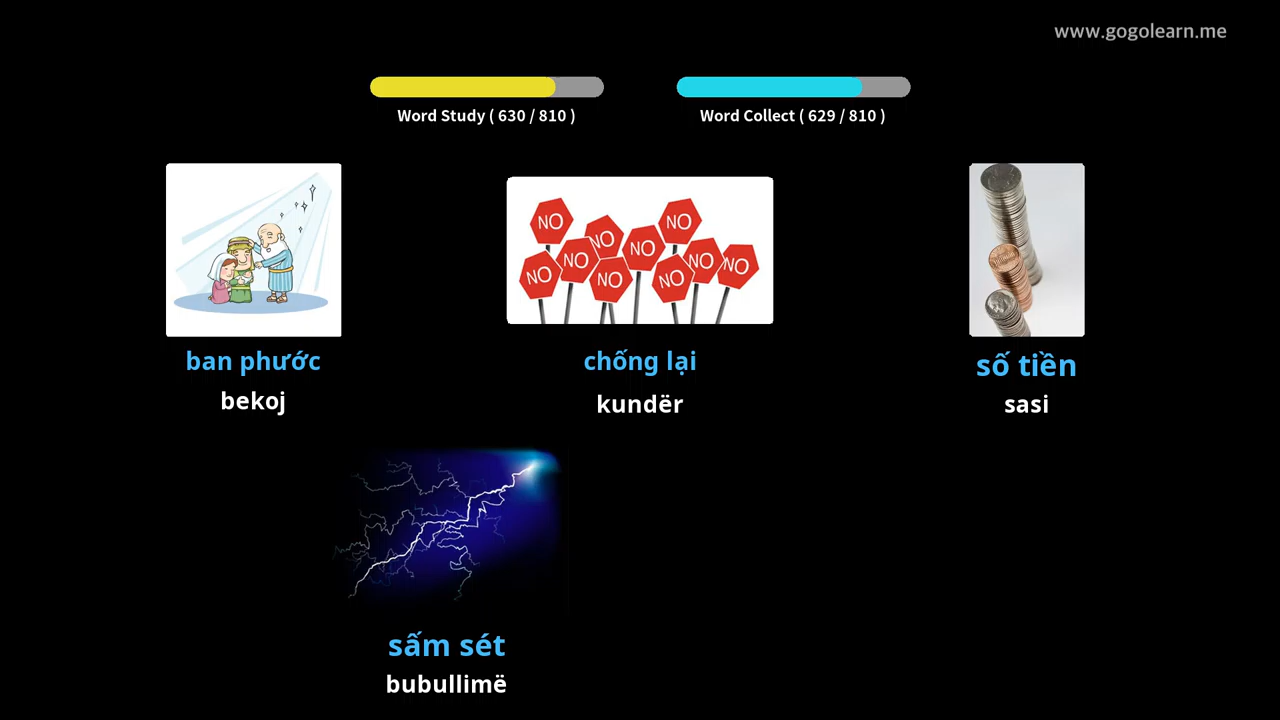 www.gogolearn.me
Word Study ( 630 / 810 )
Word Collect ( 629 / 810 )
NO
NO
NO
NO
NO
NO
NO
NO
NO
NO
ban phước
bekoj
chống lại
kundër
số tiền
sasi
sấm sét
bubullimë